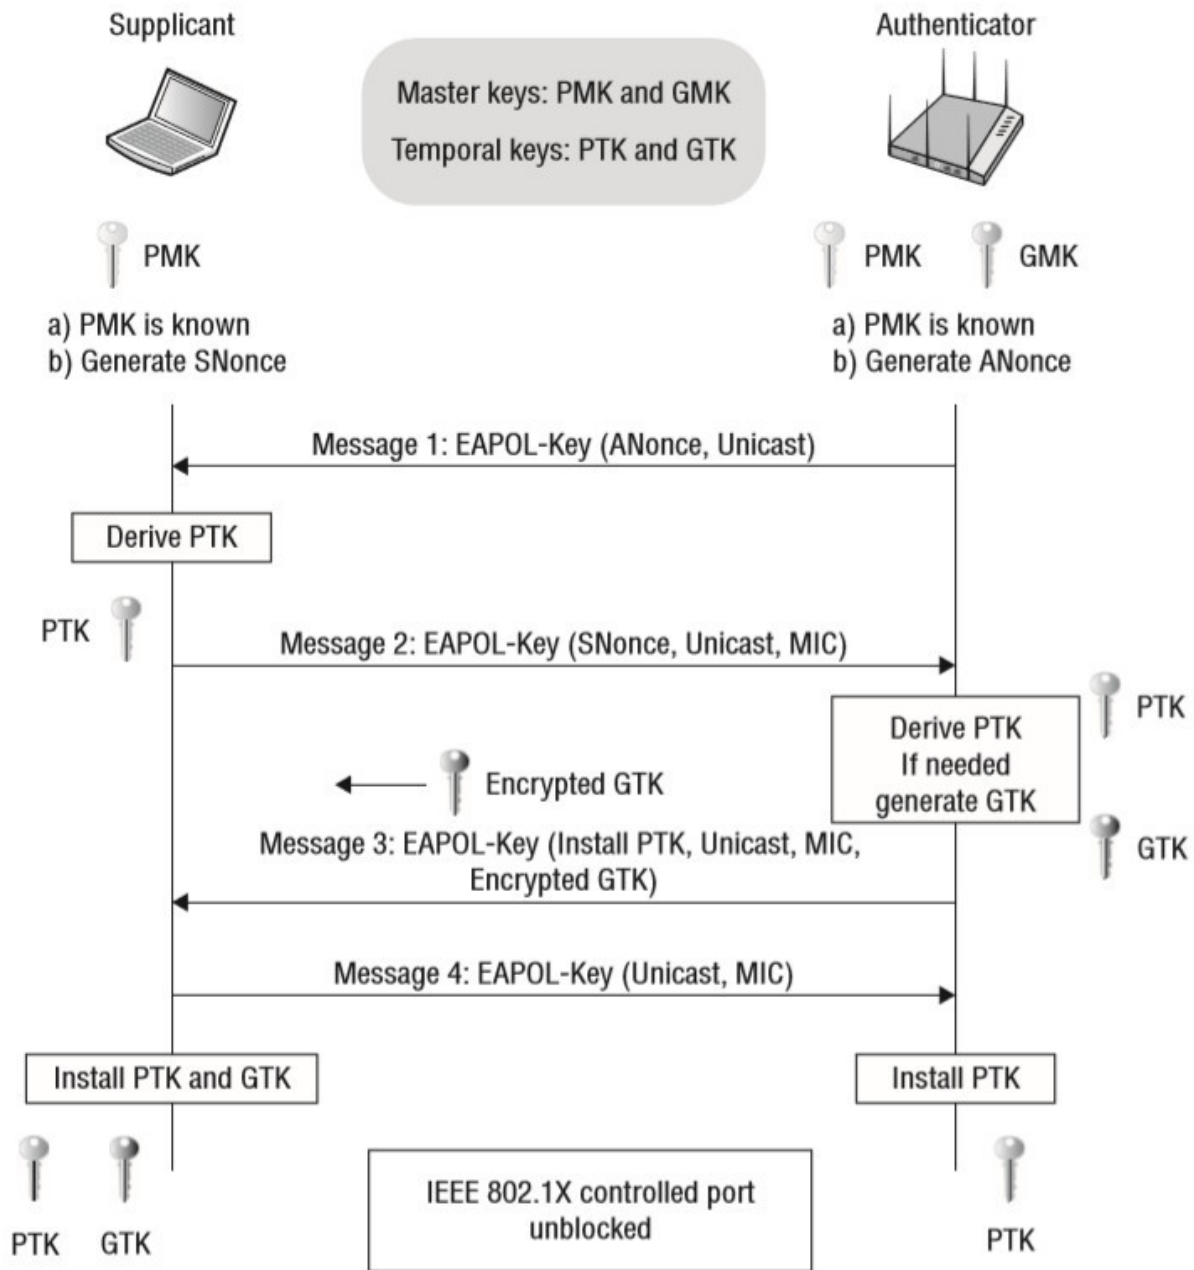 Supplicant
Authenticator
Master keys: PMK and GMK
Temporal keys: PTK and GTK
PMK
PMK
GMK
a) PMK is known
b) Generate SNonce
a) PMK is known
b) Generate ANonce
Message 1: EAPOL-Key (ANonce, Unicast)
Derive PTK
PTK
Message 2: EAPOL-Key (SNonce, Unicast, MIC)
Derive PTK
If needed
generate GTK
PTK
GTK
Encrypted GTK
Message 3: EAPOL-Key (Install PTK, Unicast, MIC,
Encrypted GTK)
Message 4: EAPOL-Key (Unicast, MIC)
Install PTK and GTK
Install PTK
PTK
GTK
IEEE 802.1X controlled port
unblocked
PTK